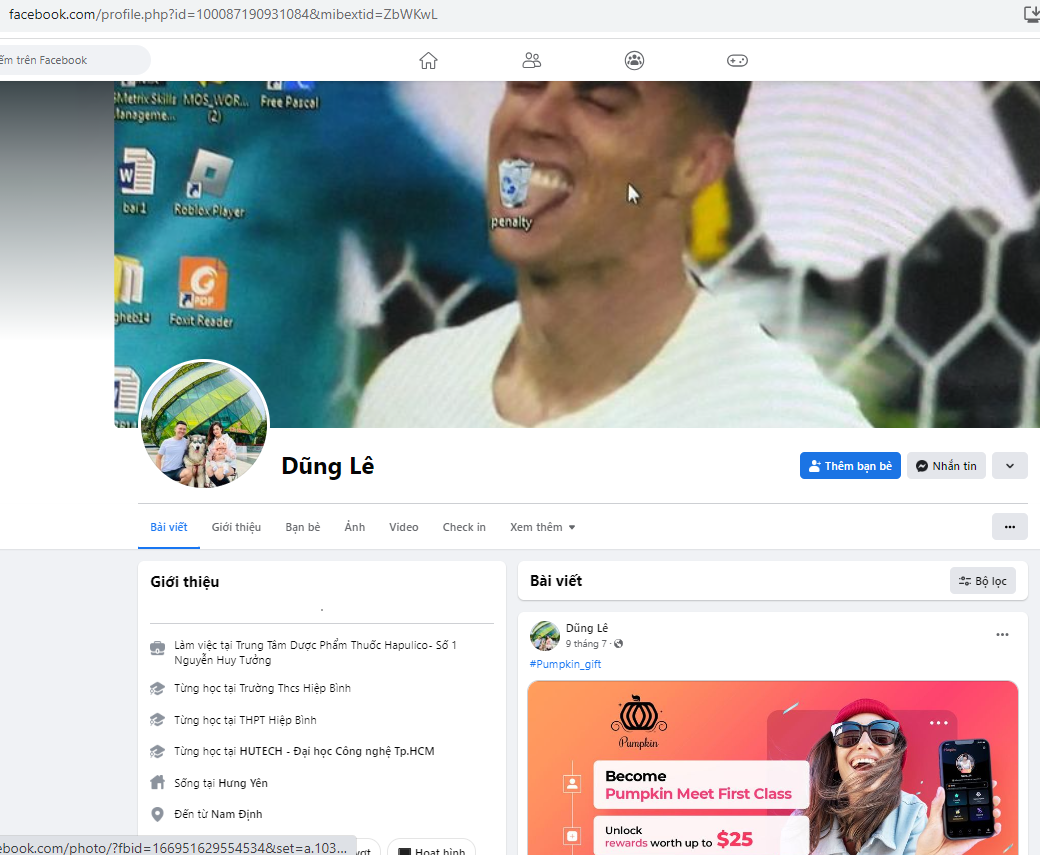 facebook.com/profile.php?id=100087190931084&mibextid=ZbWKwL
ếm trên Facebook
SMetrix Skills
Manageme...
MOS_WOR...
(2)
Free Pascal
bai1
Roblox Player
penalty
gheb14
PDF
Foxit Reader
Dũng Lê
Thêm bạn bè
Nhắn tin
Bài viết
Giới thiệu
Bạn bè
Ảnh
Video
Check in
Xem thêm
Giới thiệu
Làm việc tại Trung Tâm Dược Phẩm Thuốc Hapulico- Số 1
Nguyễn Huy Tưởng
Từng học tại Trường Thcs Hiệp Bình
Từng học tại THPT Hiệp Bình
Từng học tại HUTECH - Đại học Công nghệ Tp.HCM
Sống tại Hưng Yên
Đến từ Nam Định
Hoạt hình
ebook.com/photo/?fbid=166951629554534&set=a.103...
Bài viết
Bộ lọc
Dũng Lê
9 tháng 7 ·
#Pumpkin_gift
Pumpkin
Become
Pumpkin Meet First Class
Unlock
rewards worth up to $25